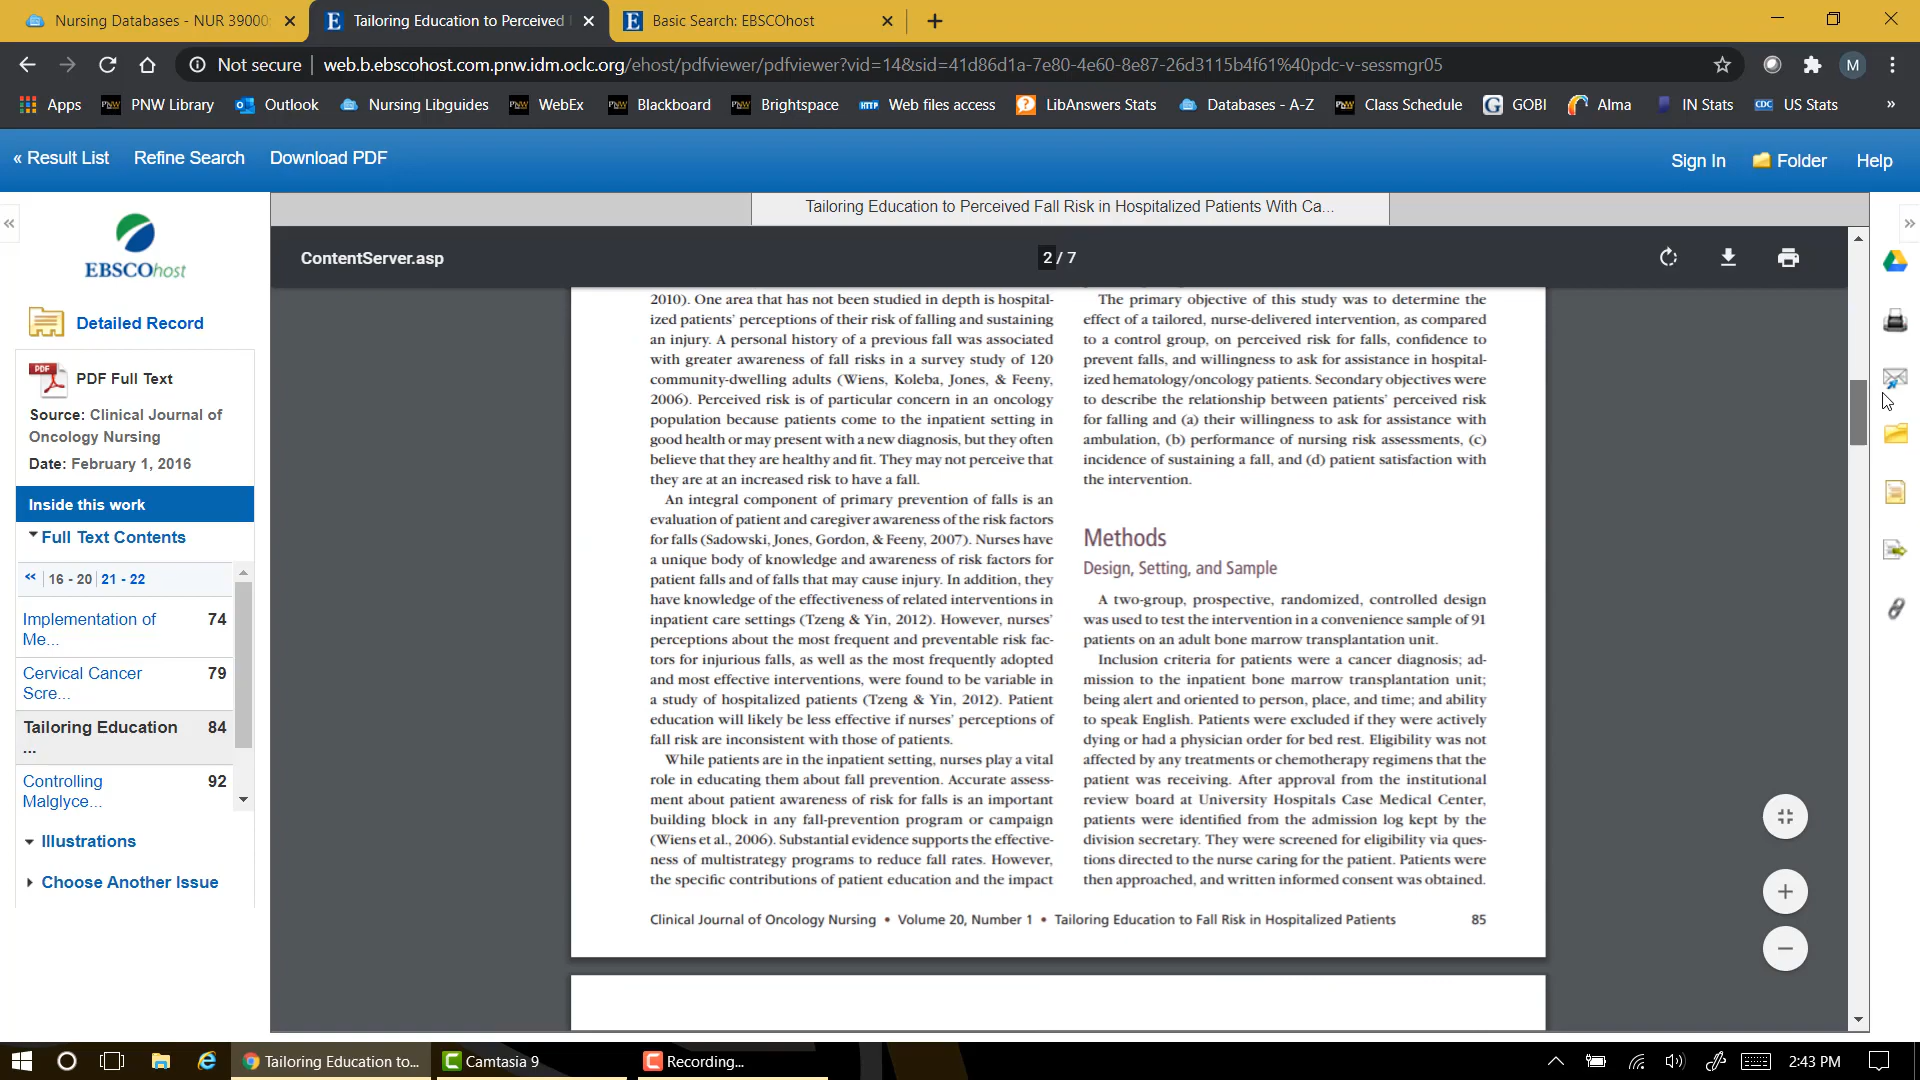 Nursing Databases - NUR 39000
Tailoring Education to Perceived
Basic Search: EBSCOhost
Not secure | web.b.ebscohost.com.pnw.idm.oclc.org/ehost/pdfviewer/pdfviewer?vid=14&sid=41d86d1a-7e80-4e60-8e87-26d3115b4f61%40pdc-v-sessmgr05
M
Apps PNW Library Outlook Nursing Libguides WebEx Blackboard Brightspace Web files access LibAnswers Stats Databases - A-Z Class Schedule GOBI Alma IN Stats US Stats »
« Result List Refine Search Download PDF
Sign In Folder Help
Tailoring Education to Perceived Fall Risk in Hospitalized Patients With Ca...
EBSCOhost
Detailed Record
PDF Full Text
Source: Clinical Journal of
Oncology Nursing
Date: February 1, 2016
Inside this work
Full Text Contents
« | 16 - 20 | 21 - 22
Implementation of 74
Me...
Cervical Cancer 79
Scre...
Tailoring Education 84
...
Controlling 92
Malglyce...
Illustrations
Choose Another Issue
ContentServer.asp
2 / 7
2010). One area that has not been studied in depth is hospital-
ized patients' perceptions of their risk of falling and sustaining
an injury. A personal history of a previous fall was associated
with greater awareness of fall risks in a survey study of 120
community-dwelling adults (Wiens, Koleba, Jones, & Feeny,
2006). Perceived risk is of particular concern in an oncology
population because patients come to the inpatient setting in
good health or may present with a new diagnosis, but they often
believe that they are healthy and fit. They may not perceive that
they are at an increased risk to have a fall.
An integral component of primary prevention of falls is an
evaluation of patient and caregiver awareness of the risk factors
for falls (Sadowski, Jones, Gordon, & Feeny, 2007). Nurses have
a unique body of knowledge and awareness of risk factors for
patient falls and of falls that may cause injury. In addition, they
have knowledge of the effectiveness of related interventions in
inpatient care settings (Tzeng & Yin, 2012). However, nurses'
perceptions about the most frequent and preventable risk fac-
tors for injurious falls, as well as the most frequently adopted
and most effective interventions, were found to be variable in
a study of hospitalized patients (Tzeng & Yin, 2012). Patient
education will likely be less effective if nurses' perceptions of
fall risk are inconsistent with those of patients.
While patients are in the inpatient setting, nurses play a vital
role in educating them about fall prevention. Accurate assess-
ment about patient awareness of risk for falls is an important
building block in any fall-prevention program or campaign
(Wiens et al., 2006). Substantial evidence supports the effective-
ness of multistrategy programs to reduce fall rates. However,
the specific contributions of patient education and the impact
The primary objective of this study was to determine the
effect of a tailored, nurse-delivered intervention, as compared
to a control group, on perceived risk for falls, confidence to
prevent falls, and willingness to ask for assistance in hospital-
ized hematology/oncology patients. Secondary objectives were
to describe the relationship between patients' perceived risk
for falling and (a) their willingness to ask for assistance with
ambulation, (b) performance of nursing risk assessments, (c)
incidence of sustaining a fall, and (d) patient satisfaction with
the intervention.
Methods
Design, Setting, and Sample
A two-group, prospective, randomized, controlled design
was used to test the intervention in a convenience sample of 91
patients on an adult bone marrow transplantation unit.
Inclusion criteria for patients were a cancer diagnosis; ad-
mission to the inpatient bone marrow transplantation unit;
being alert and oriented to person, place, and time; and ability
to speak English. Patients were excluded if they were actively
dying or had a physician order for bed rest. Eligibility was not
affected by any treatments or chemotherapy regimens that the
patient was receiving. After approval from the institutional
review board at University Hospitals Case Medical Center,
patients were identified from the admission log kept by the
division secretary. They were screened for eligibility via ques-
tions directed to the nurse caring for the patient. Patients were
then approached, and written informed consent was obtained.
Clinical Journal of Oncology Nursing • Volume 20, Number 1 • Tailoring Education to Fall Risk in Hospitalized Patients 85
Tailoring Education to... Camtasia 9 Recording... 2:43 PM